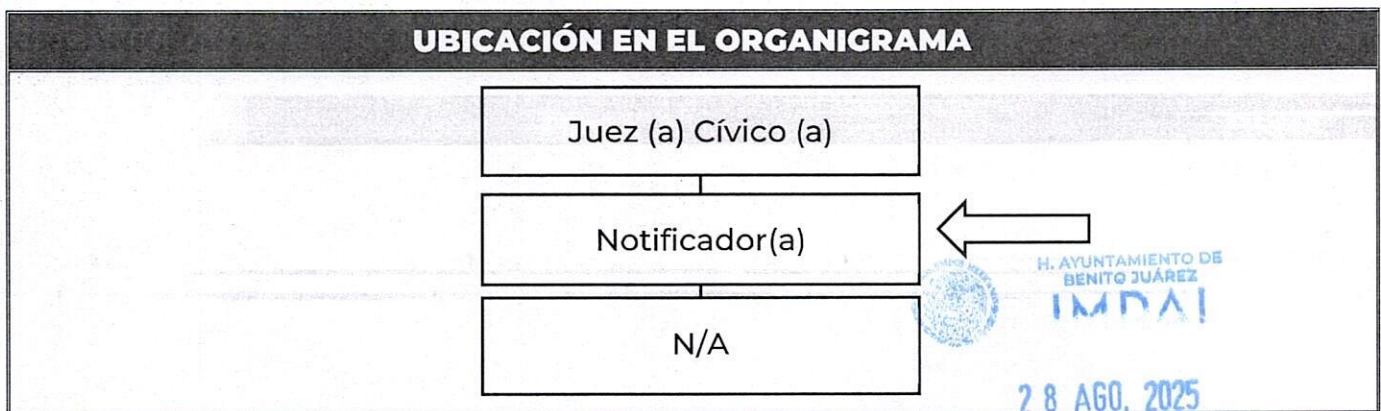 UBICACIÓN EN EL ORGANIGRAMA
Juez (a) Cívico (a)
Notificador(a)
H. AYUNTAMIENTO DE
BENITO JUÁREZ
N/A
28 AGO. 2025